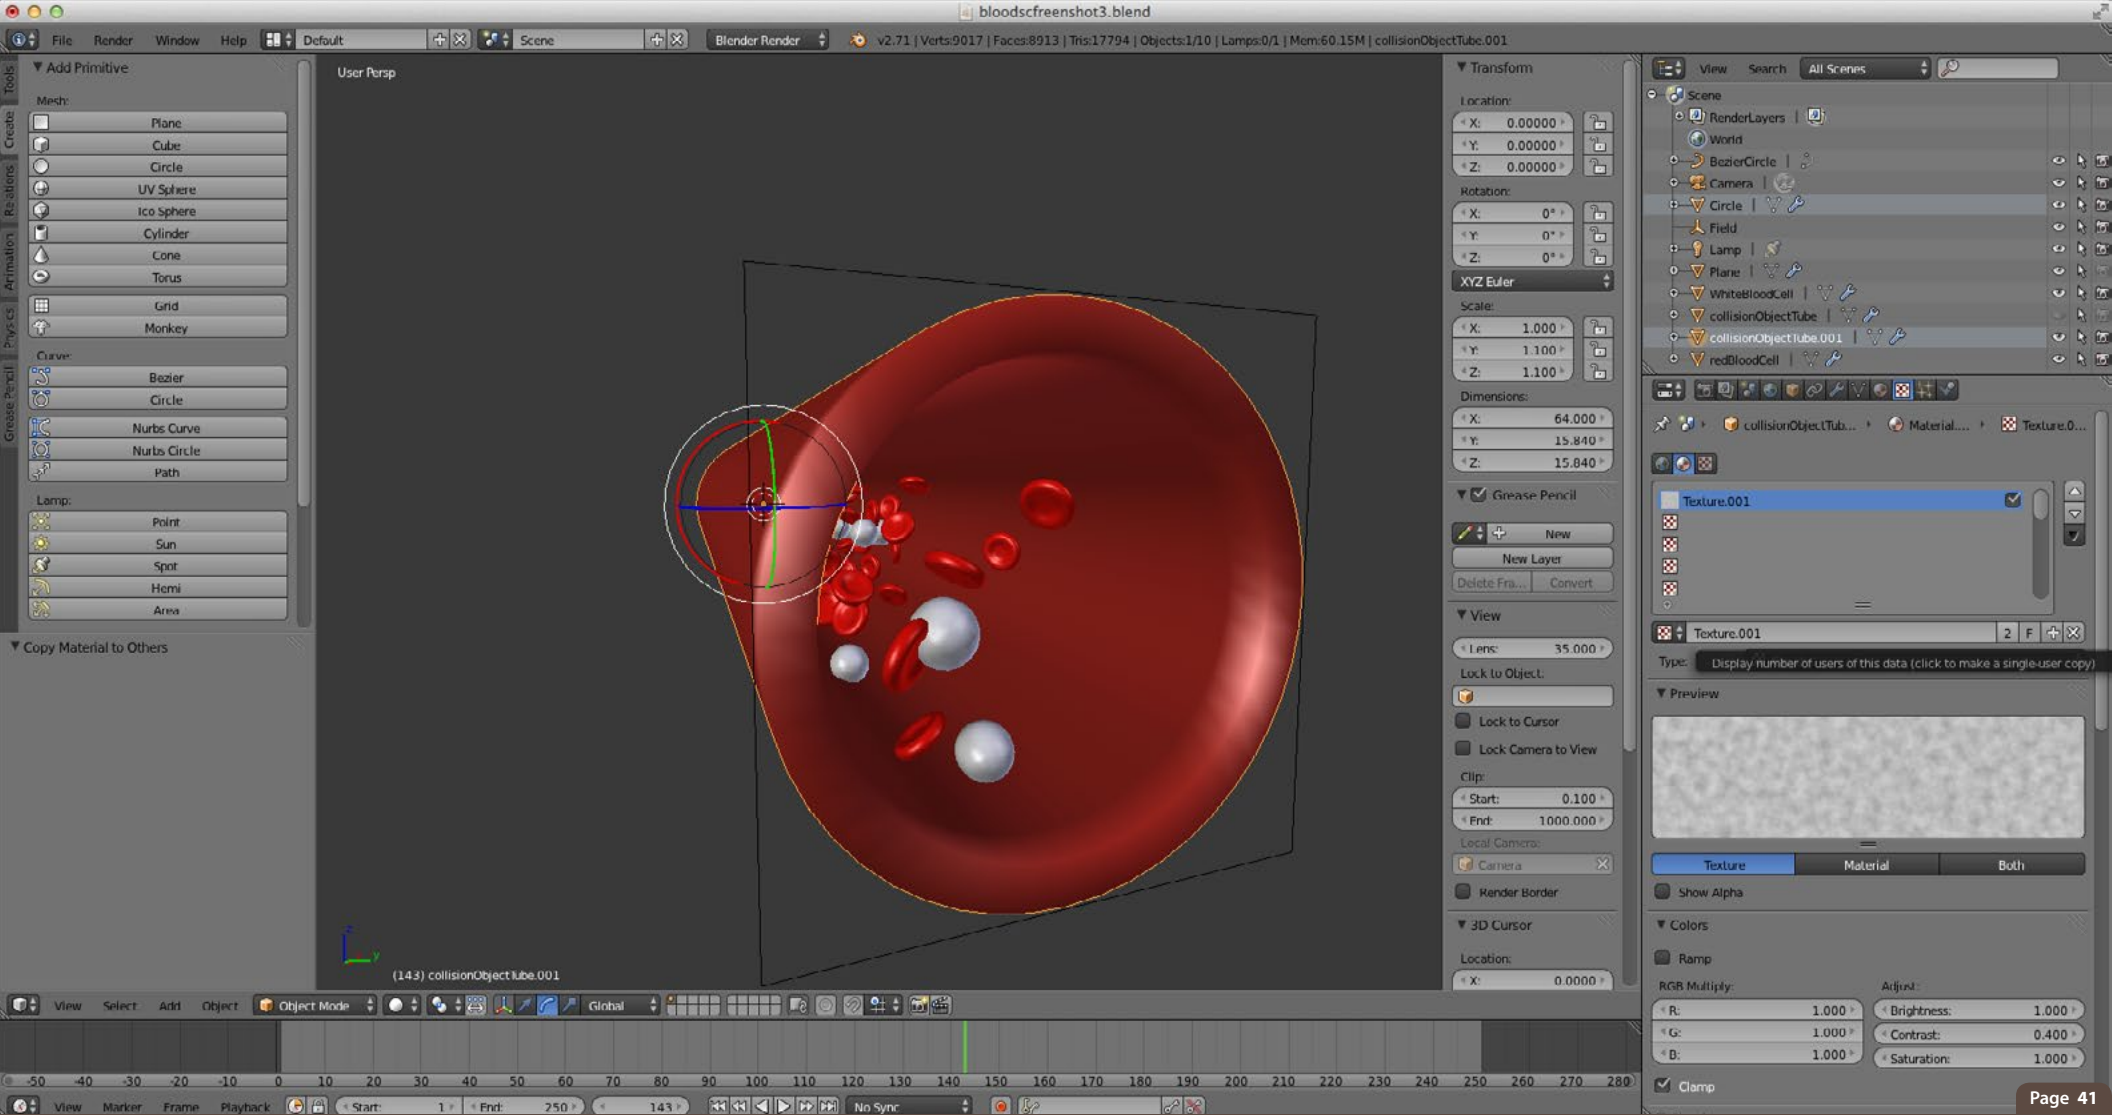 bloodscfreenshot3.blend
File Render Window Help Default Scene Blender Render v2.71 | Verts:9017 | Faces:8913 | Tris:17794 | Objects:1/10 | Lamps:0/1 | Mem:60.15M | collisionObjectTube.001
Tools
Create
Relations
Animation
Physics
Grease Pencil
Add Primitive
Mesh:
Plane
Cube
Circle
UV Sphere
Ico Sphere
Cylinder
Cone
Torus
Grid
Monkey
Curve:
Bezier
Circle
Nurbs Curve
Nurbs Circle
Path
Lamp:
Point
Sun
Spot
Hemi
Area
Copy Material to Others
User Persp
z
y
(143) collisionObjectTube.001
Transform
Location:
X: 0.00000
Y: 0.00000
Z: 0.00000
Rotation:
X: 0°
Y: 0°
Z: 0°
XYZ Euler
Scale:
X: 1.000
Y: 1.100
Z: 1.100
Dimensions:
X: 64.000
Y: 15.840
Z: 15.840
Grease Pencil
New
New Layer
Delete Fra... Convert
View
Lens: 35.000
Lock to Object:
Lock to Cursor
Lock Camera to View
Clip:
Start: 0.100
End: 1000.000
Local Camera:
Camera
Render Border
3D Cursor
Location:
X: 0.0000
View Search All Scenes
Scene
RenderLayers |
World
BezierCircle |
Camera |
Circle |
Field
Lamp |
Plane |
WhiteBloodCell |
collisionObjectTube |
collisionObjectTube.001 |
redBloodCell |
collisionObjectTub... Material.... Texture.0...
Texture.001
Texture.001 2 F
Type: Display number of users of this data (click to make a single-user copy)
Preview
Texture Material Both
Show Alpha
Colors
Ramp
RGB Multiply: Adjust:
R: 1.000 Brightness: 1.000
G: 1.000 Contrast: 0.400
B: 1.000 Saturation: 1.000
Clamp
View Select Add Object Object Mode Global
-50 -40 -30 -20 -10 0 10 20 30 40 50 60 70 80 90 100 110 120 130 140 150 160 170 180 190 200 210 220 230 240 250 260 270 280
View Marker Frame Playback Start: 1 End: 250 143 No Sync
Page 41